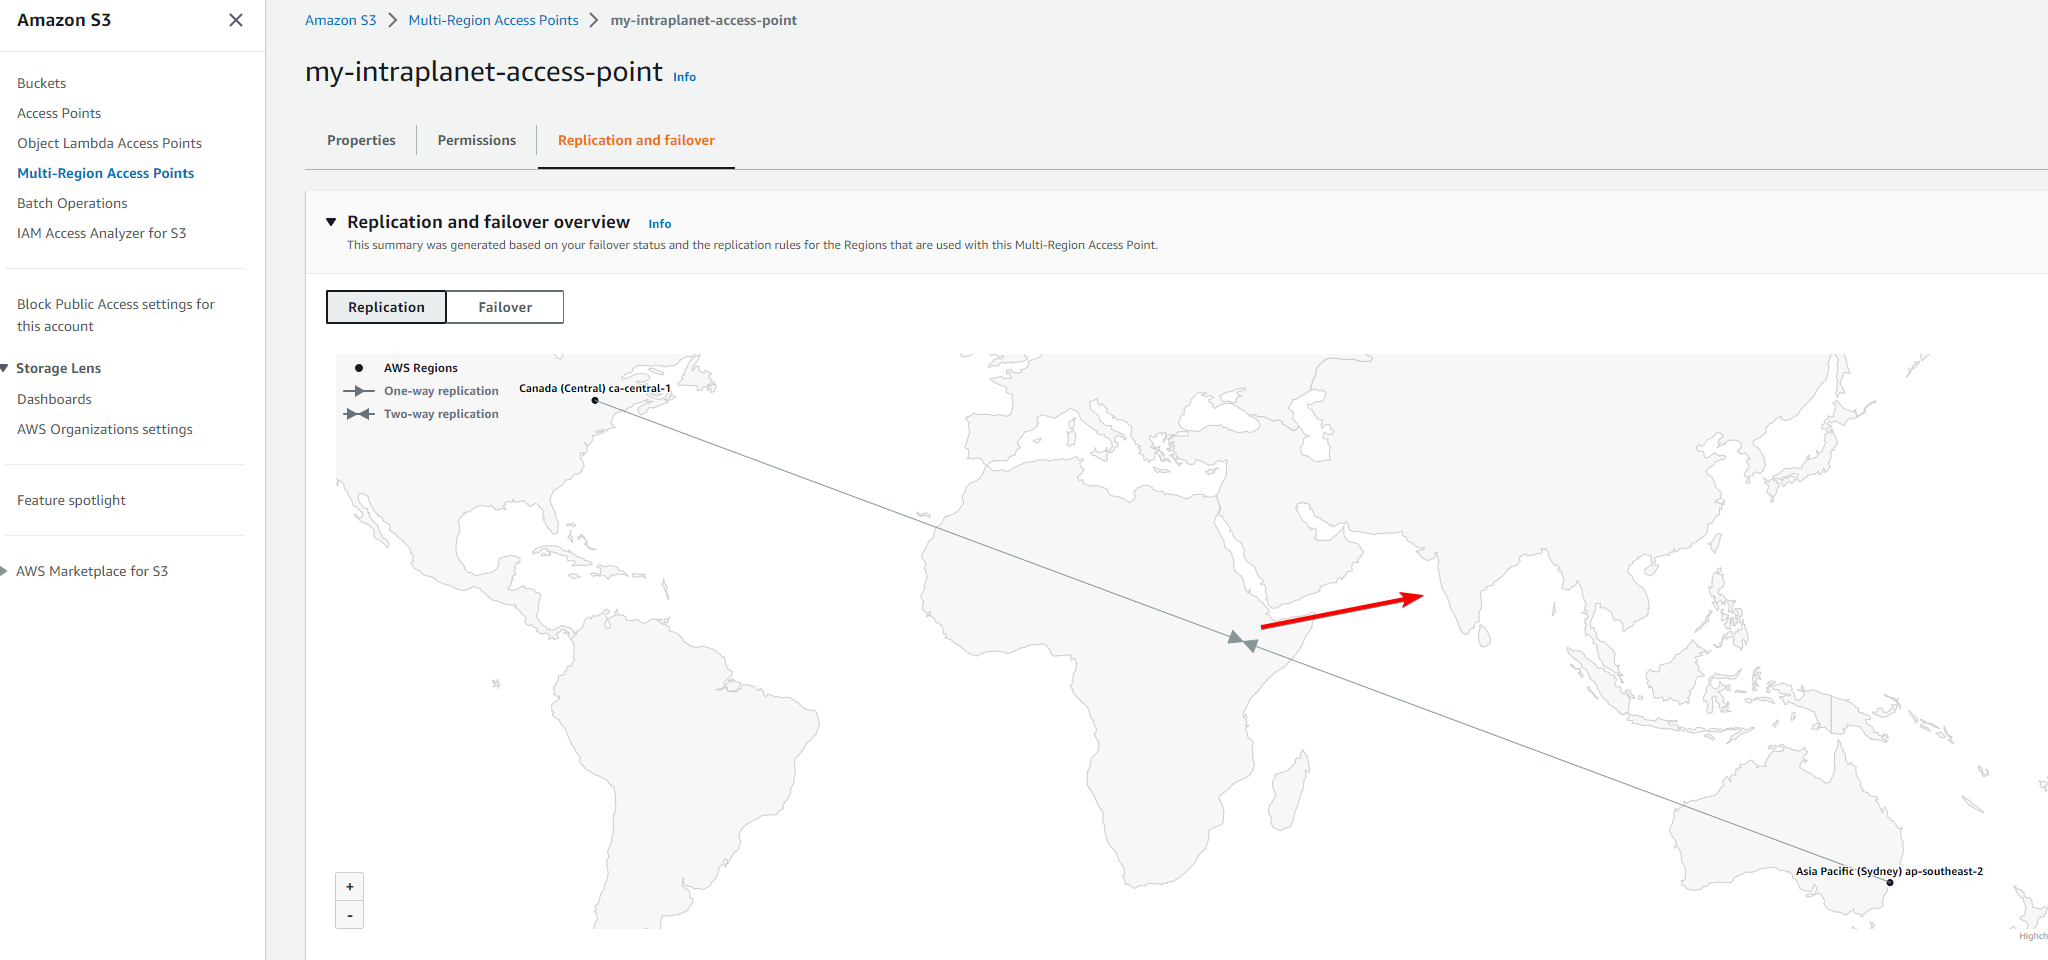 Amazon S3
Buckets
Access Points
Object Lambda Access Points
Multi-Region Access Points
Batch Operations
IAM Access Analyzer for S3
Block Public Access settings for
this account
Storage Lens
Dashboards
AWS Organizations settings
Feature spotlight
AWS Marketplace for S3
Amazon S3 > Multi-Region Access Points > my-intraplanet-access-point
my-intraplanet-access-point Info
Properties
Permissions
Replication and failover
Replication and failover overview Info
This summary was generated based on your failover status and the replication rules for the Regions that are used with this Multi-Region Access Point.
Replication
Failover
AWS Regions
One-way replication
Two-way replication
Canada (Central) ca-central-1
Asia Pacific (Sydney) ap-southeast-2
+
-
Highch